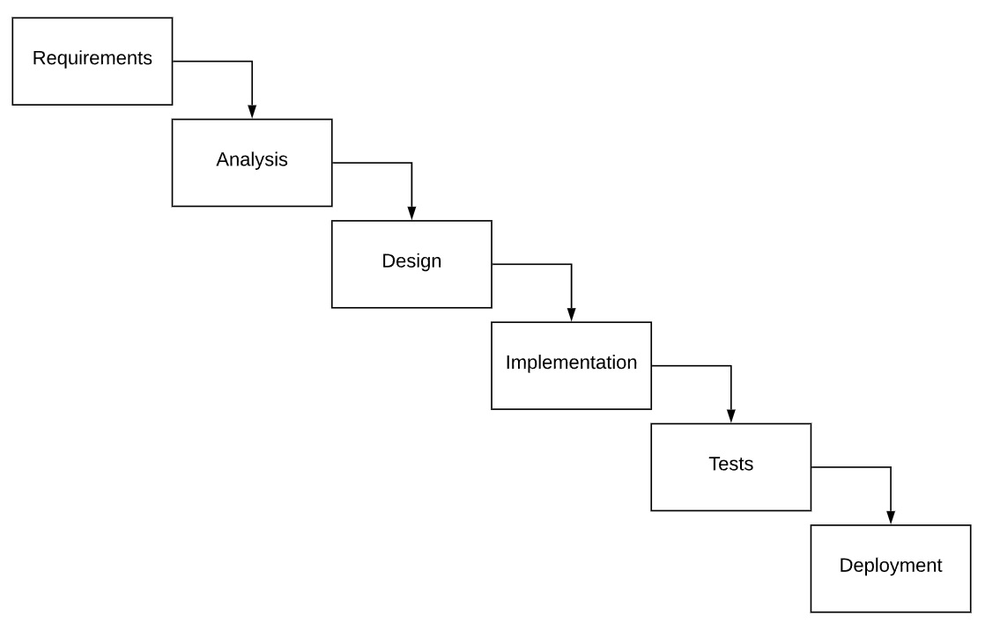 Requirements
Analysis
Design
Implementation
Tests
Deployment